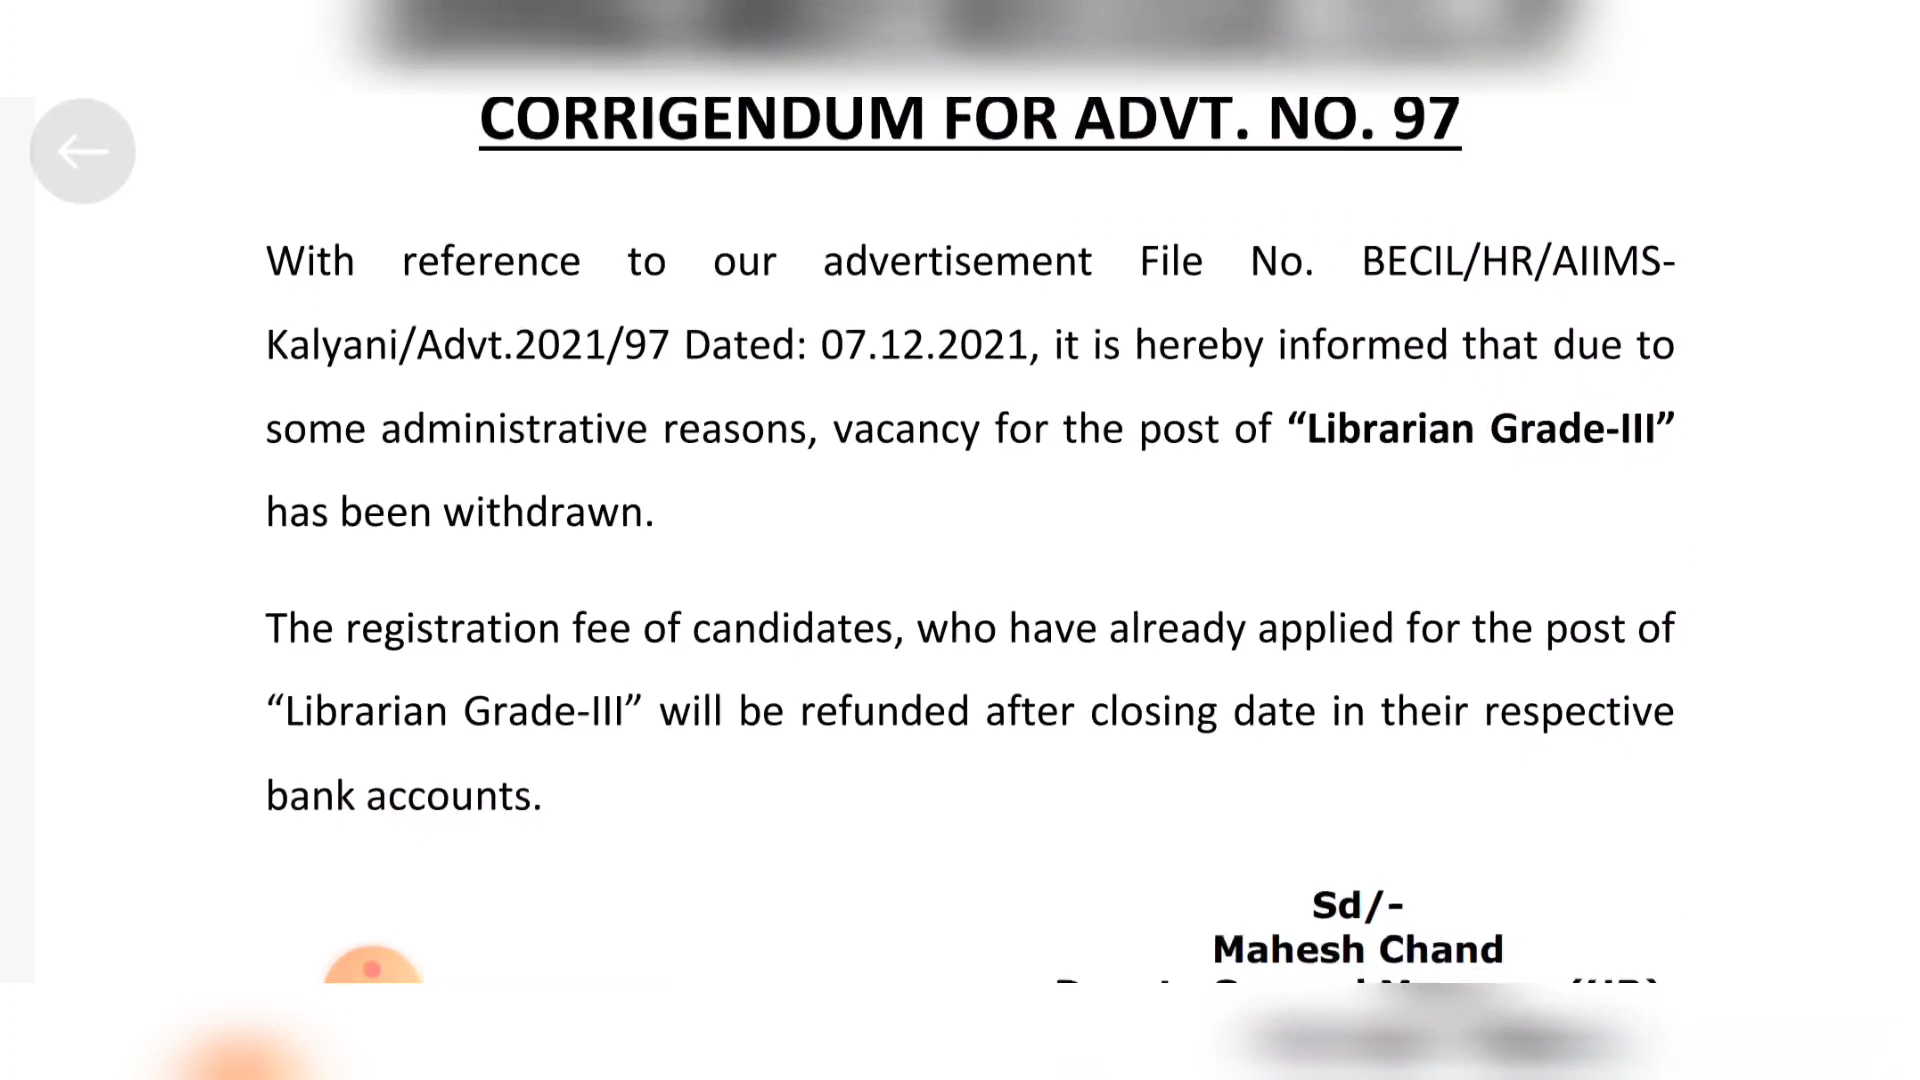 CORRIGENDUM FOR ADVT. NO. 97
With reference to our advertisement File No. BECIL/HR/AIIMS-
Kalyani/Advt.2021/97 Dated: 07.12.2021, it is hereby informed that due to
some administrative reasons, vacancy for the post of “Librarian Grade-III”
has been withdrawn.
The registration fee of candidates, who have already applied for the post of
“Librarian Grade-III” will be refunded after closing date in their respective
bank accounts.
Sd/-
Mahesh Chand